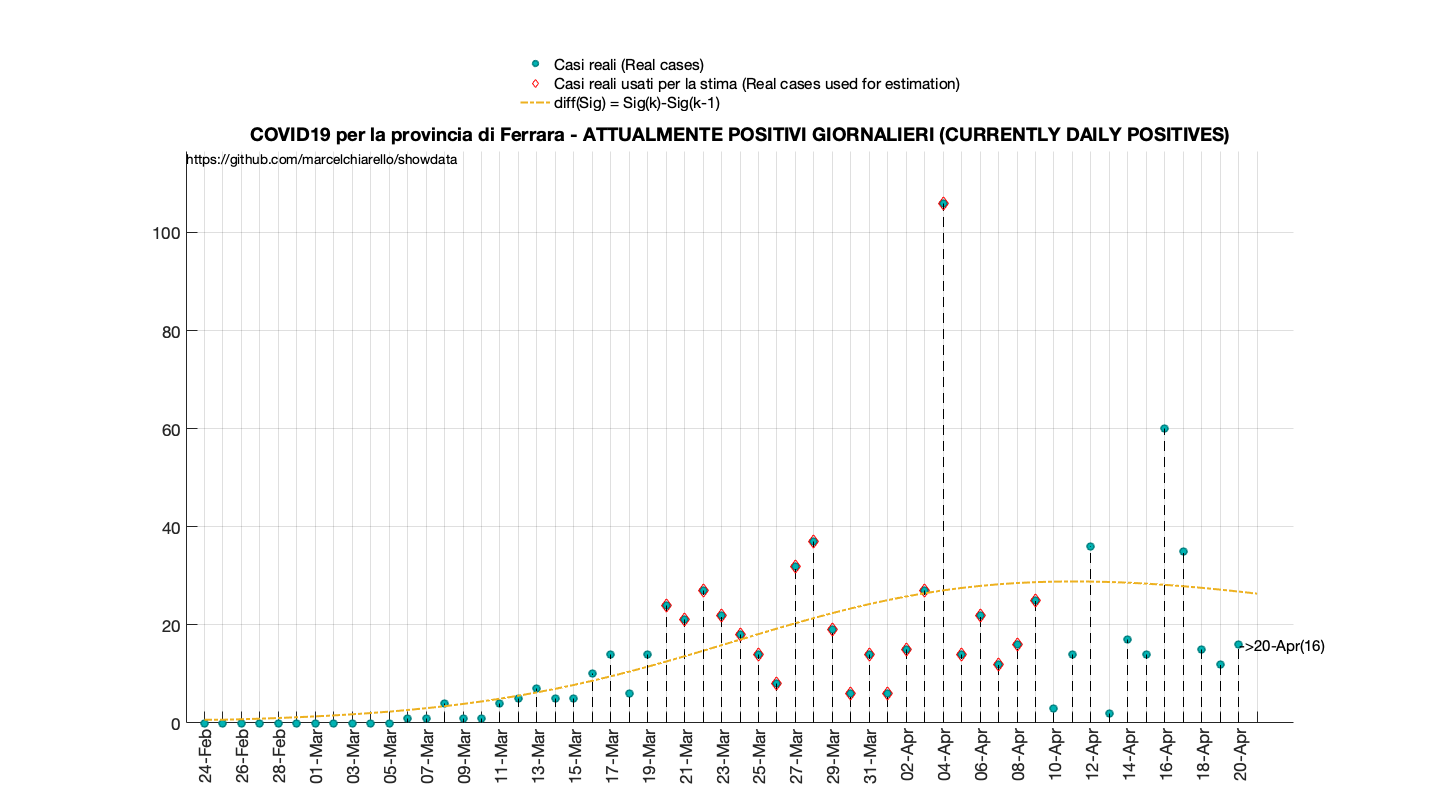 Casi reali (Real cases)
Casi reali usati per la stima (Real cases used for estimation)
diff(Sig) = Sig(k)-Sig(k-1)
COVID19 per la provincia di Ferrara - ATTUALMENTE POSITIVI GIORNALIERI (CURRENTLY DAILY POSITIVES)
https://github.com/marcelchiarello/showdata
100
80
60
40
20
0
->20-Apr(16)
24-Feb
26-Feb
28-Feb
01-Mar
03-Mar
05-Mar
07-Mar
09-Mar
11-Mar
13-Mar
15-Mar
17-Mar
19-Mar
21-Mar
23-Mar
25-Mar
27-Mar
29-Mar
31-Mar
02-Apr
04-Apr
06-Apr
08-Apr
10-Apr
12-Apr
14-Apr
16-Apr
18-Apr
20-Apr